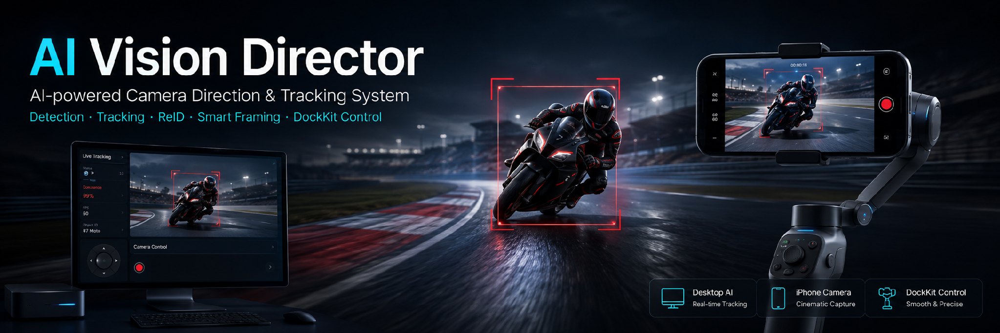 AI Vision Director
AI-powered Camera Direction & Tracking System
Detection · Tracking · ReID · Smart Framing · DockKit Control
Live Tracking
Status
99%
FPS
60
Object ID
#7 Moto
Camera Control
7
00:00:18
60
Desktop AI
Real-time Tracking
iPhone Camera
Cinematic Capture
DockKit Control
Smooth & Precise